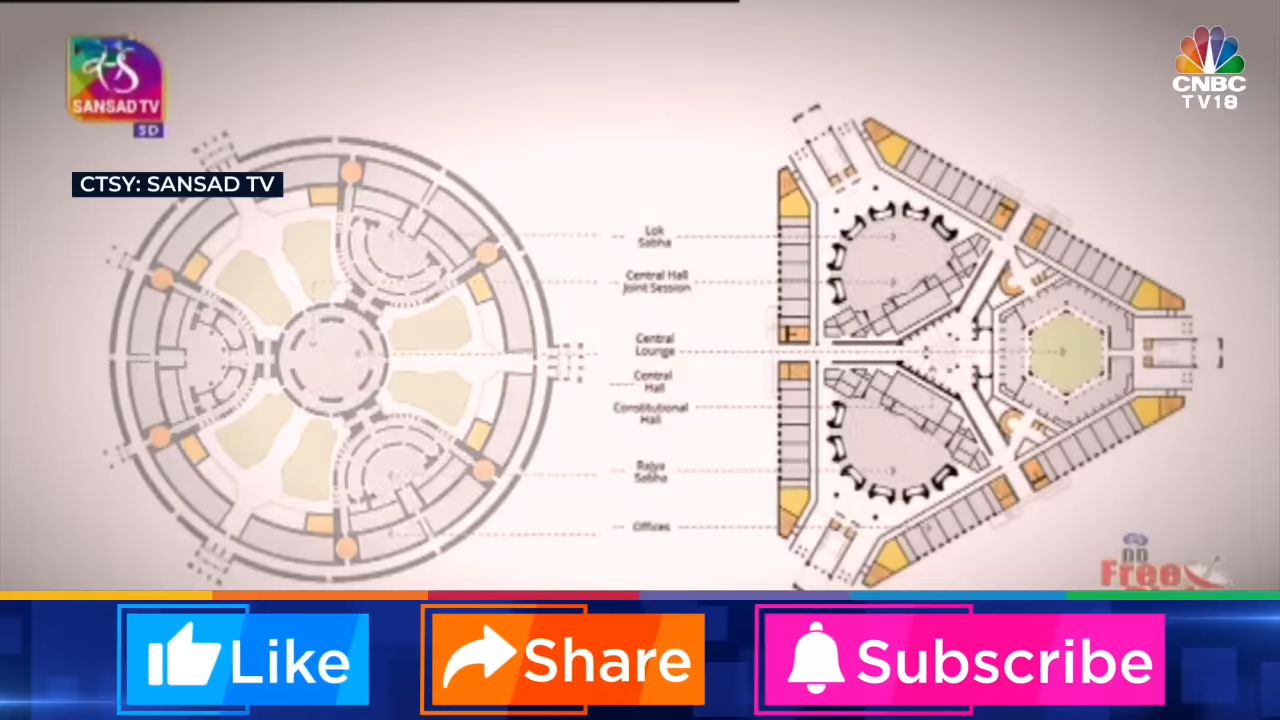 SANSAD TV
SD
CNBC
TV18
CTSY: SANSAD TV
Lok
Sabha
Central Hall
Joint Session
Central
Lounge
Central
Hall
Constitutional
Hall
Rajya
Sabha
Offices
DD
Free
Like
Share
Subscribe